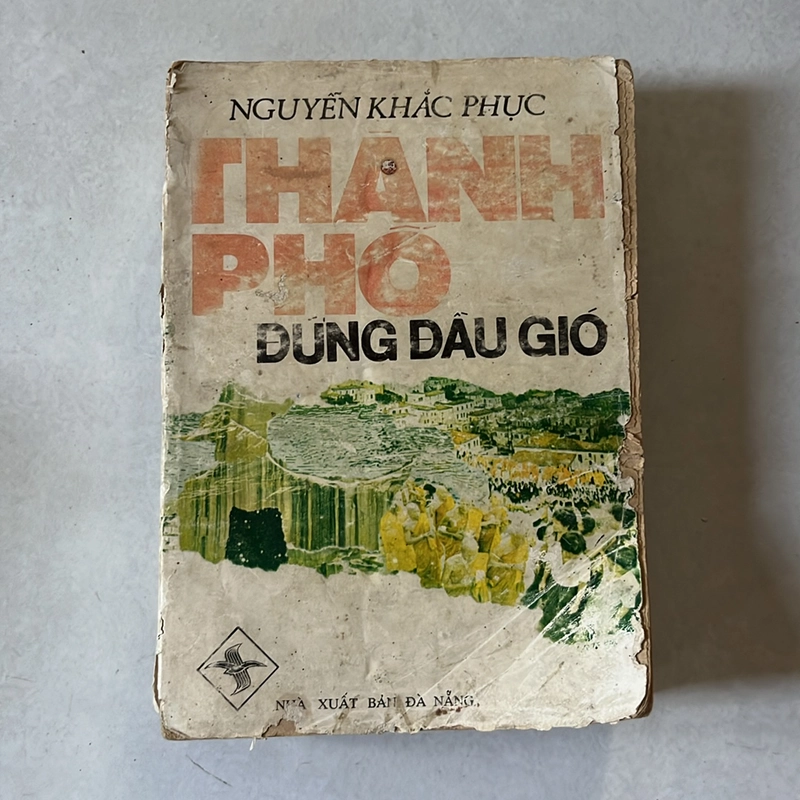 NGUYỄN KHẮC PHỤC
THÀNH
PHỐ
ĐỨNG ĐẦU GIÓ
NHÀ XUẤT BẢN ĐÀ NẴNG